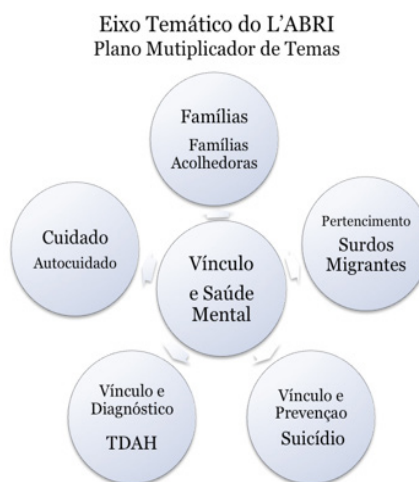 Eixo Temático do L'ABRI
Plano Mutiplicador de Temas
Famílias
Famílias
Acolhedoras
Cuidado
Autocuidado
Pertencimento
Surdos
Migrantes
Vínculo
e Saúde
Mental
Vínculo e
Diagnóstico
TDAH
Vínculo e
Prevençao
Suicídio